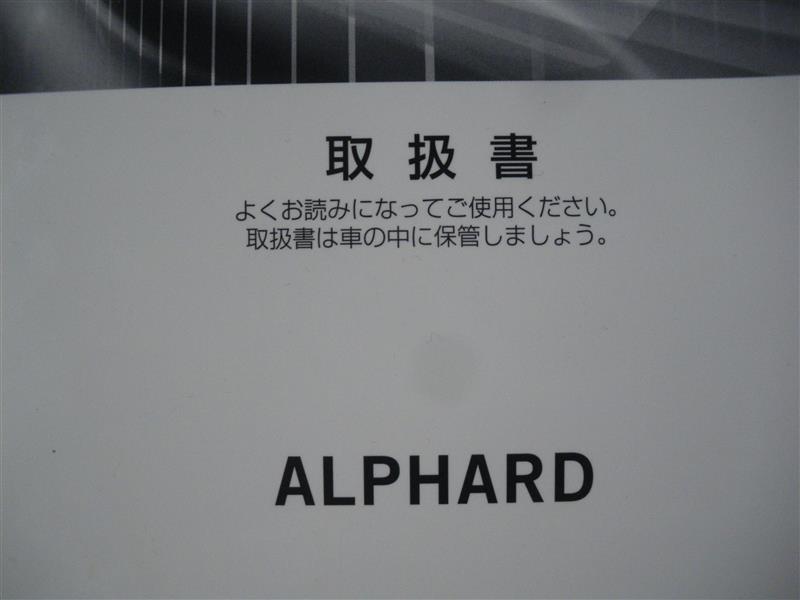 取扱書
よくお読みになってご使用ください。
取扱書は車の中に保管しましょう。
ALPHARD